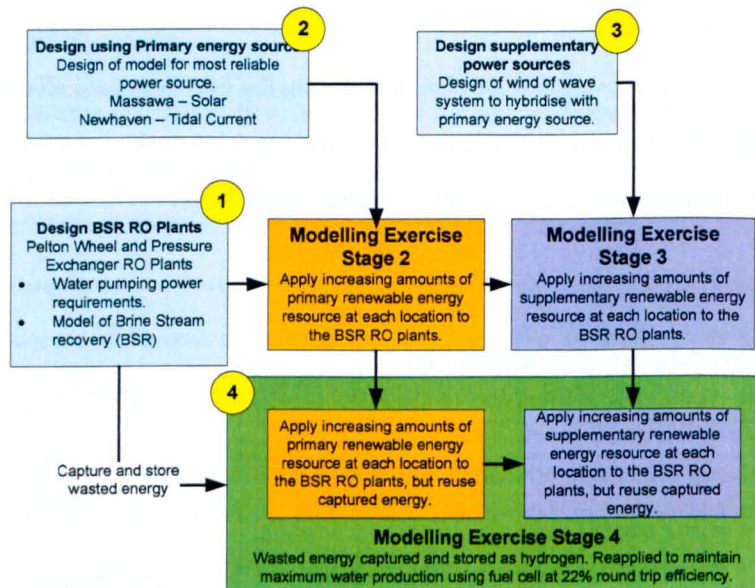 2
Design using Primary energy source
Design of model for most reliable
power source.
Massawa – Solar
Newhaven – Tidal Current
3
Design supplementary
power sources
Design of wind of wave
system to hybridise with
primary energy source.
1
Design BSR RO Plants
Pelton Wheel and Pressure
Exchanger RO Plants
• Water pumping power
requirements.
• Model of Brine Stream
recovery (BSR)
Modelling Exercise
Stage 2
Apply increasing amounts of
primary renewable energy
resource at each location to
the BSR RO plants.
Modelling Exercise
Stage 3
Apply increasing amounts of
supplementary renewable energy
resource at each location to the
BSR RO plants.
Capture and store
wasted energy
4
Apply increasing amounts of
primary renewable energy
resource at each location to
the BSR RO plants, but reuse
captured energy.
Apply increasing amounts of
supplementary renewable
energy resource at each
location to the BSR RO
plants, but reuse captured
energy.
Modelling Exercise Stage 4
Wasted energy captured and stored as hydrogen. Reapplied to maintain
maximum water production using fuel cell at 22% round trip efficiency.